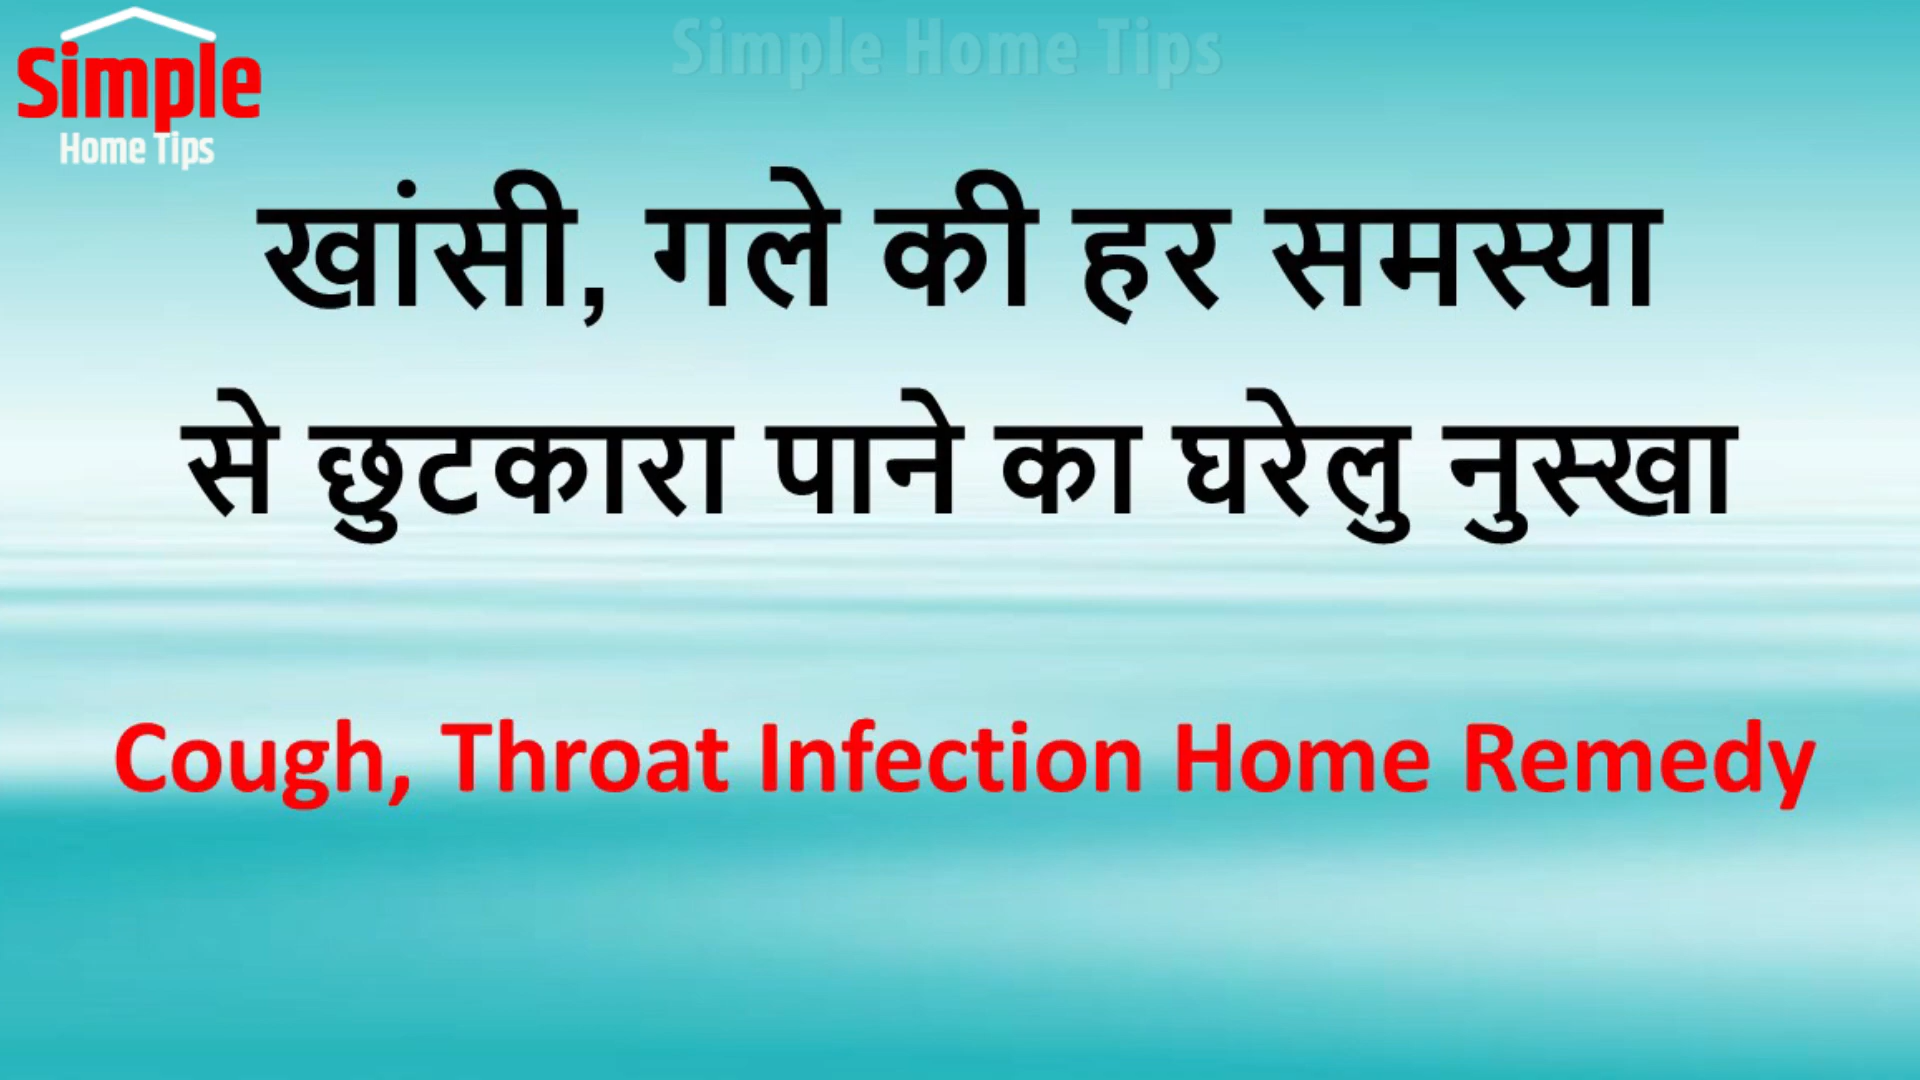 Simple Home Tips
Simple
Home Tips
खांसी, गले की हर समस्या
से छुटकारा पाने का घरेलु नुस्खा
Cough, Throat Infection Home Remedy